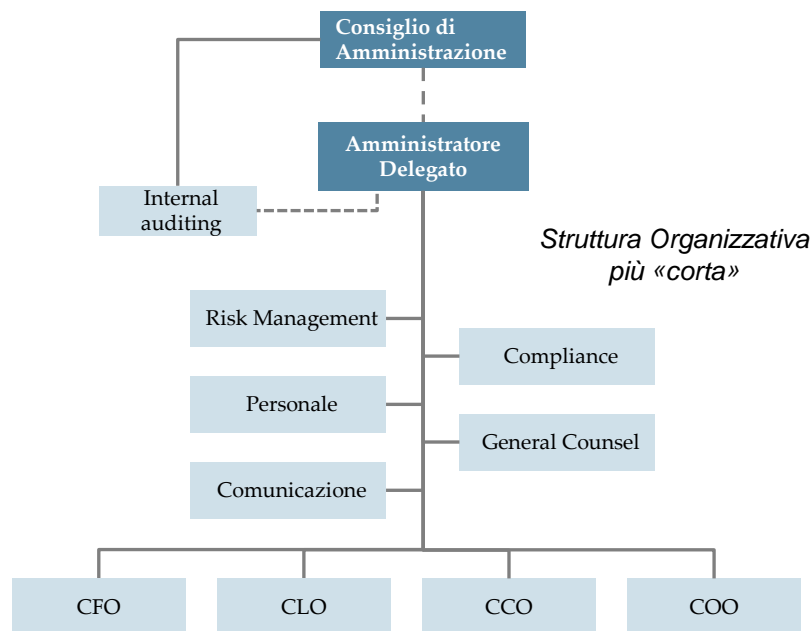 Consiglio di
Amministrazione
Amministratore
Delegato
Internal
auditing
Struttura Organizzativa
più «corta»
Risk Management
Compliance
Personale
General Counsel
Comunicazione
CFO
CLO
CCO
COO